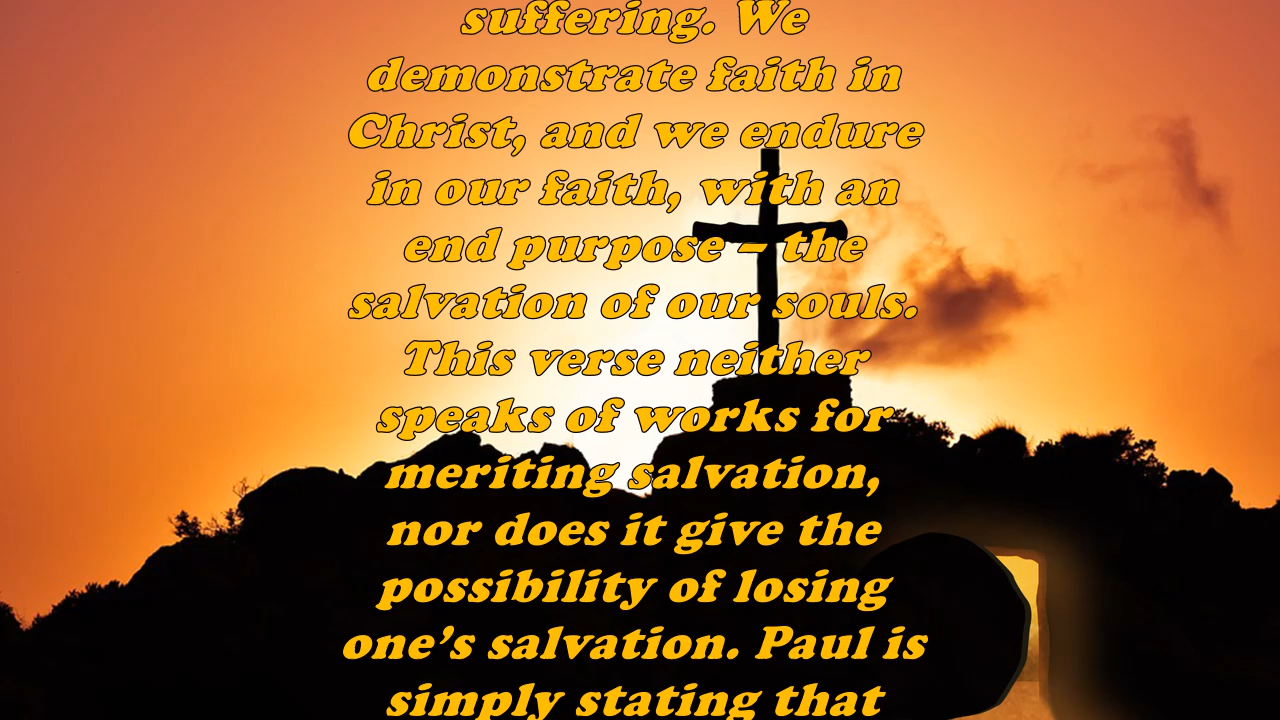 suffering. We
demonstrate faith in
Christ, and we endure
in our faith, with an
end purpose – the
salvation of our souls.
This verse neither
speaks of works for
meriting salvation,
nor does it give the
possibility of losing
one’s salvation. Paul is
simply stating that